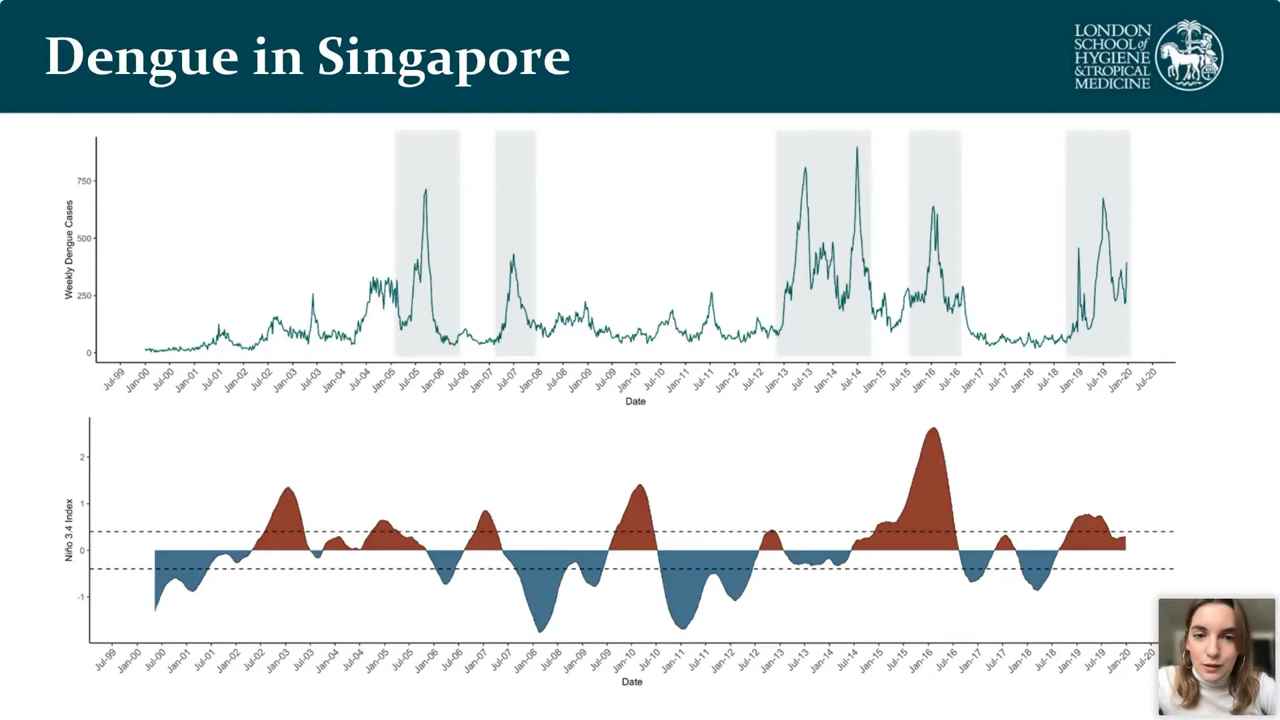 Dengue in Singapore
LONDON
SCHOOL of
HYGIENE
& TROPICAL
MEDICINE
Weekly Dengue Cases
750
500
250
0
Jul-99 Jan-00 Jul-00 Jan-01 Jul-01 Jan-02 Jul-02 Jan-03 Jul-03 Jan-04 Jul-04 Jan-05 Jul-05 Jan-06 Jul-06 Jan-07 Jul-07 Jan-08 Jul-08 Jan-09 Jul-09 Jan-10 Jul-10 Jan-11 Jul-11 Jan-12 Jul-12 Jan-13 Jul-13 Jan-14 Jul-14 Jan-15 Jul-15 Jan-16 Jul-16 Jan-17 Jul-17 Jan-18 Jul-18 Jan-19 Jul-19 Jan-20 Jul-20
Date
Niño 3.4 Index
2
1
0
-1
Jul-99 Jan-00 Jul-00 Jan-01 Jul-01 Jan-02 Jul-02 Jan-03 Jul-03 Jan-04 Jul-04 Jan-05 Jul-05 Jan-06 Jul-06 Jan-07 Jul-07 Jan-08 Jul-08 Jan-09 Jul-09 Jan-10 Jul-10 Jan-11 Jul-11 Jan-12 Jul-12 Jan-13 Jul-13 Jan-14 Jul-14 Jan-15 Jul-15 Jan-16 Jul-16 Jan-17 Jul-17 Jan-18 Jul-18 Jan-19 Jul-19 Jan-20 Jul-20
Date